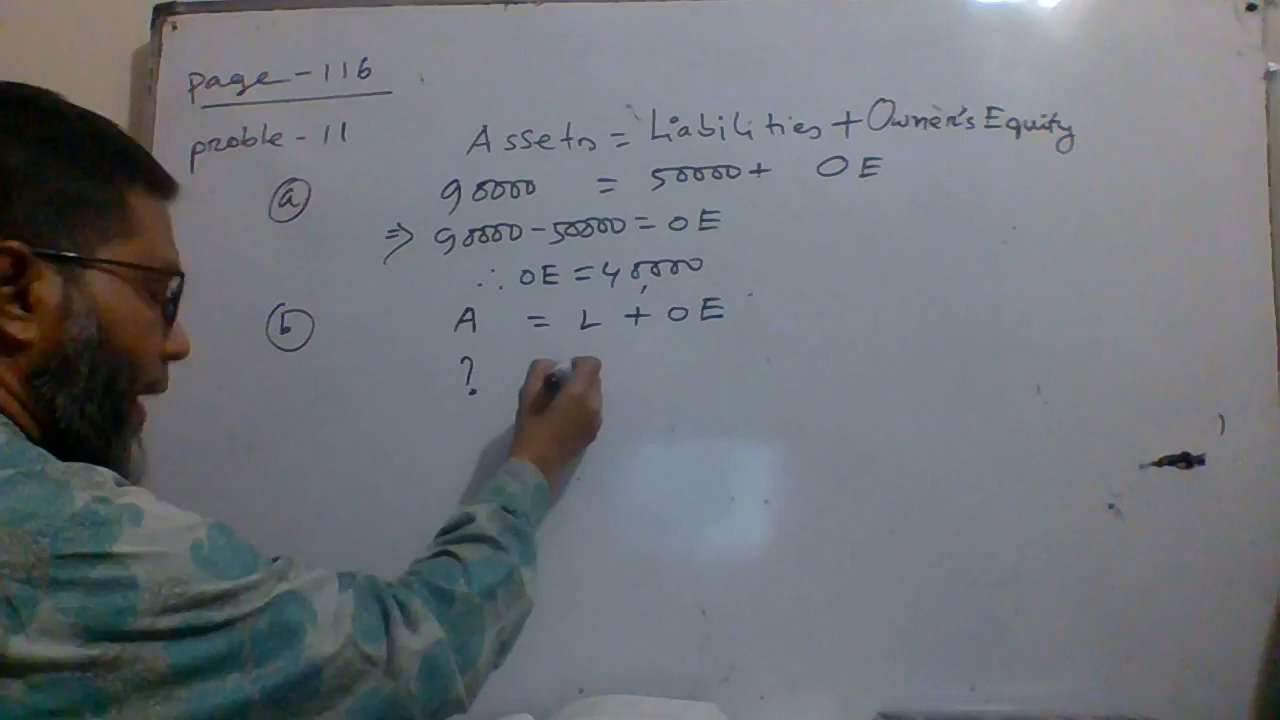 page-116
proble-11
Assets = Liabilities + Owner's Equity
(a) 90000 = 50000 + OE
⇒ 90000 - 50000 = OE
∴ OE = 40000
(b) A = L + OE
?